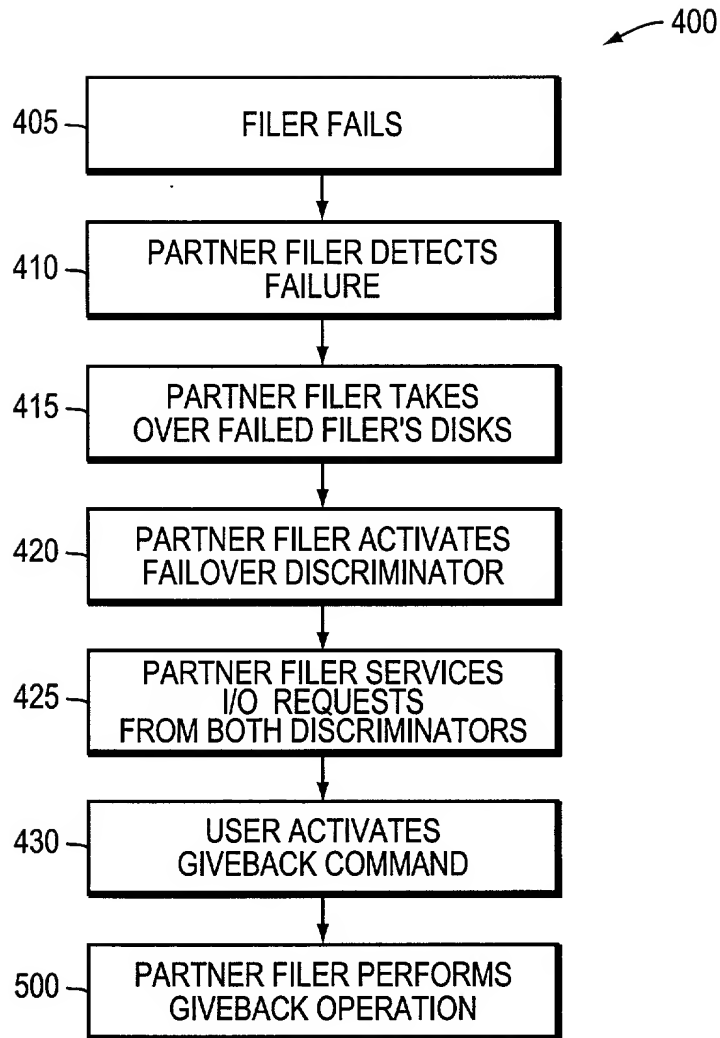 400
405
FILER FAILS
410
PARTNER FILER DETECTS
FAILURE
415
PARTNER FILER TAKES
OVER FAILED FILER'S DISKS
420
PARTNER FILER ACTIVATES
FAILOVER DISCRIMINATOR
425
PARTNER FILER SERVICES
I/O REQUESTS
FROM BOTH DISCRIMINATORS
430
USER ACTIVATES
GIVEBACK COMMAND
500
PARTNER FILER PERFORMS
GIVEBACK OPERATION